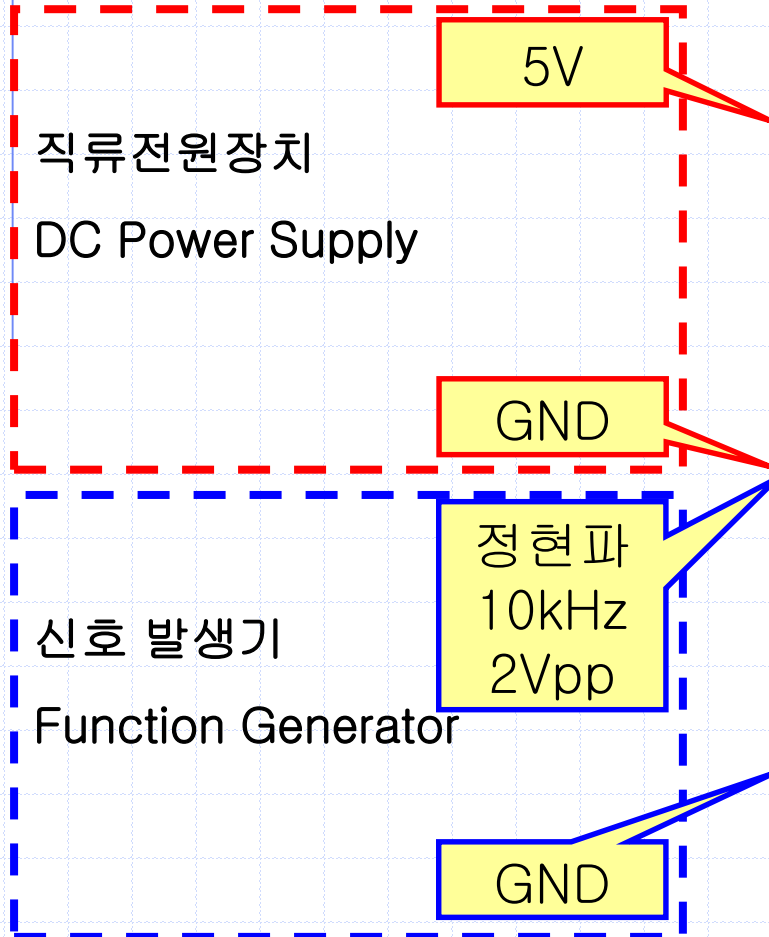 5V
직류전원장치
DC Power Supply
GND
정현파
10kHz
2Vpp
신호 발생기
Function Generator
GND